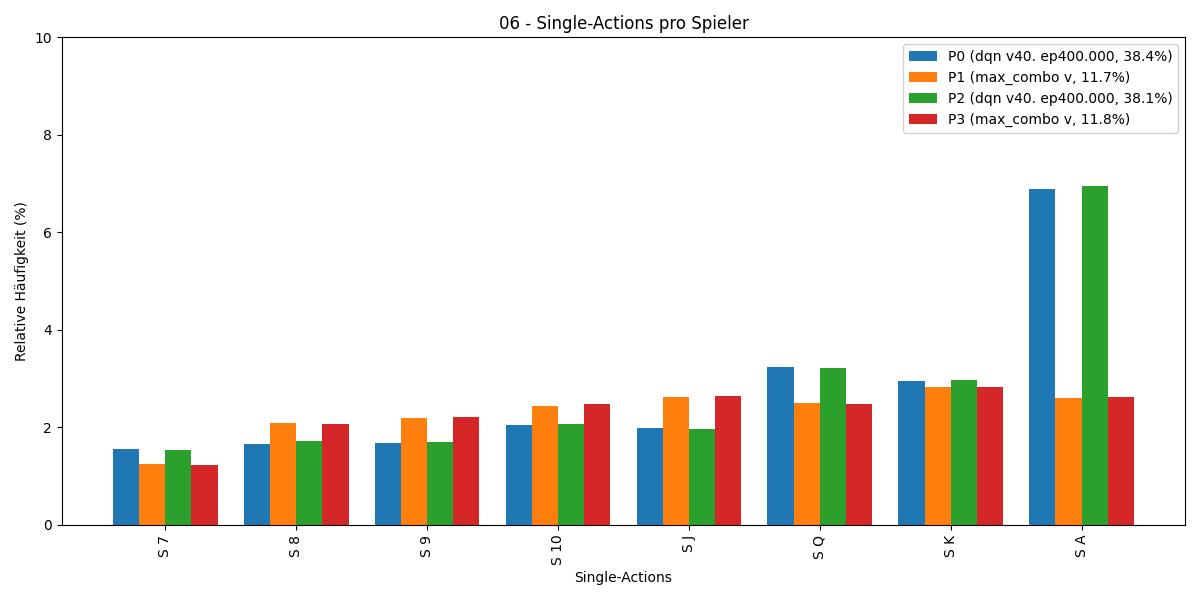 06 - Single-Actions pro Spieler
P0 (dqn v40. ep400.000, 38.4%)
P1 (max_combo v, 11.7%)
P2 (dqn v40. ep400.000, 38.1%)
P3 (max_combo v, 11.8%)
Relative Häufigkeit (%)
10
8
6
4
2
0
S 7
S 8
S 9
S 10
S J
S Q
S K
S A
Single-Actions